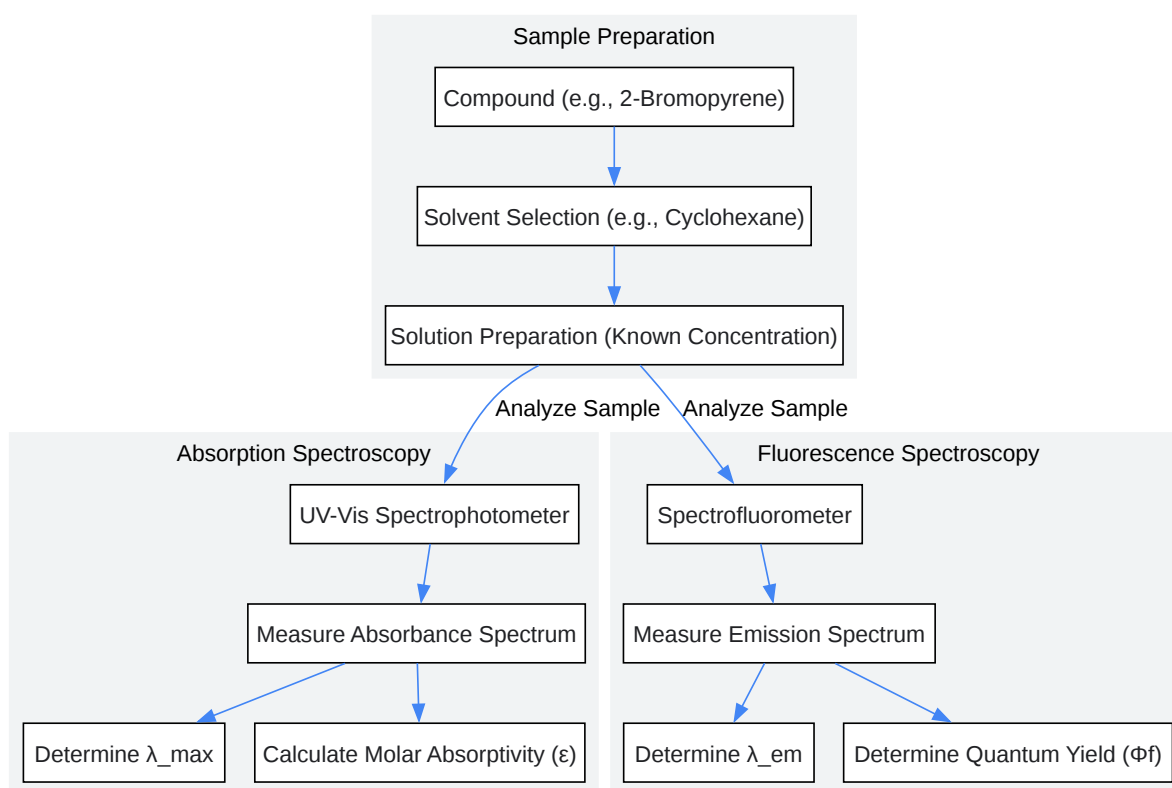 Sample Preparation
Compound (e.g., 2-Bromopyrene)
Solvent Selection (e.g., Cyclohexane)
Solution Preparation (Known Concentration)
Analyze Sample
Analyze Sample
Absorption Spectroscopy
UV-Vis Spectrophotometer
Measure Absorbance Spectrum
Determine λ_max
Calculate Molar Absorptivity (ε)
Fluorescence Spectroscopy
Spectrofluorometer
Measure Emission Spectrum
Determine λ_em
Determine Quantum Yield (Φf)